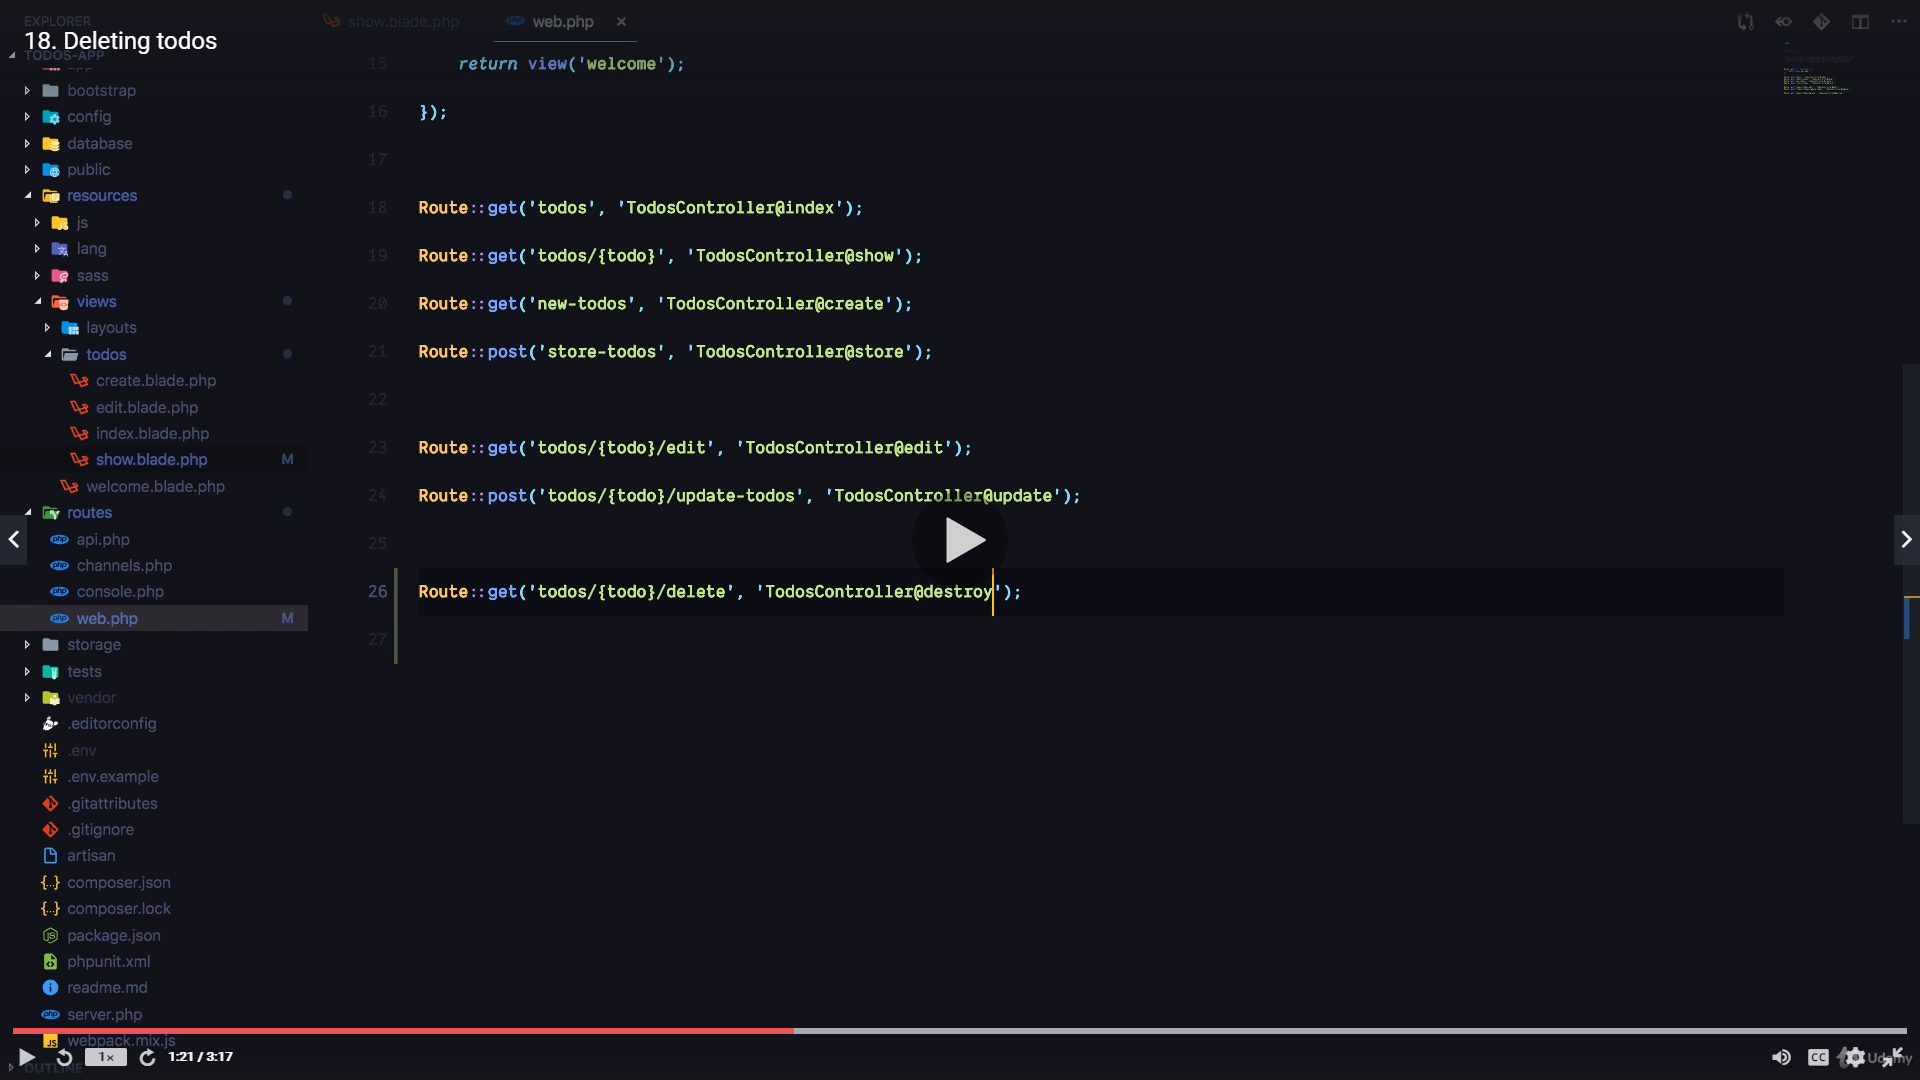 EXPLORER
18. Deleting todos
TODOS-APP
show.blade.php
web.php ×
app
bootstrap
config
database
public
resources
js
lang
sass
views
layouts
todos
create.blade.php
edit.blade.php
index.blade.php
show.blade.php M
welcome.blade.php
routes
api.php
channels.php
console.php
web.php M
storage
tests
vendor
.editorconfig
.env
.env.example
.gitattributes
.gitignore
artisan
composer.json
composer.lock
package.json
phpunit.xml
readme.md
server.php
webpack.mix.js
OUTLINE
15 return view('welcome');
16 });
17
18 Route::get('todos', 'TodosController@index');
19 Route::get('todos/{todo}', 'TodosController@show');
20 Route::get('new-todos', 'TodosController@create');
21 Route::post('store-todos', 'TodosController@store');
22
23 Route::get('todos/{todo}/edit', 'TodosController@edit');
24 Route::post('todos/{todo}/update-todos', 'TodosController@update');
25
26 Route::get('todos/{todo}/delete', 'TodosController@destroy');
27
1x
1:21 / 3:17
CC
Udemy